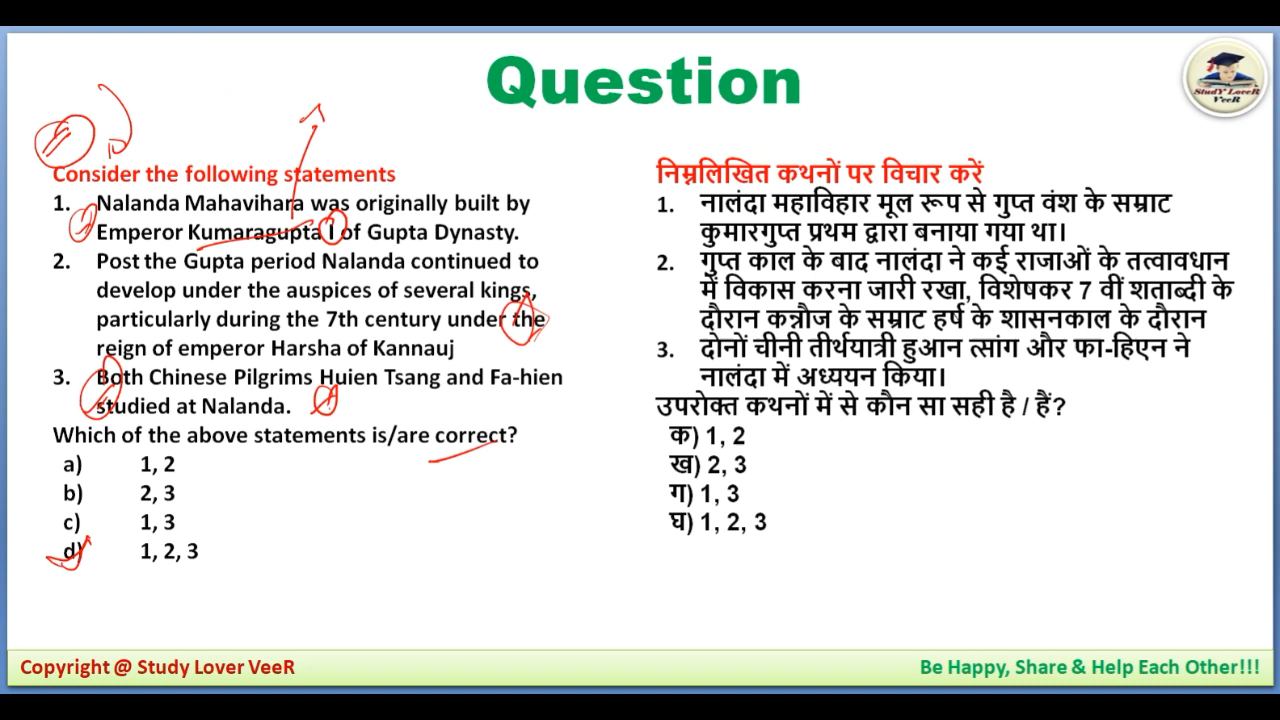 Question
StudY LoveR
VeeR
Consider the following statements
1. Nalanda Mahavihara was originally built by
Emperor Kumaragupta I of Gupta Dynasty.
2. Post the Gupta period Nalanda continued to
develop under the auspices of several kings,
particularly during the 7th century under the
reign of emperor Harsha of Kannauj
3. Both Chinese Pilgrims Huien Tsang and Fa-hien
studied at Nalanda.
Which of the above statements is/are correct?
a) 1, 2
b) 2, 3
c) 1, 3
d) 1, 2, 3
निम्नलिखित कथनों पर विचार करें
1. नालंदा महाविहार मूल रूप से गुप्त वंश के सम्राट
कुमारगुप्त प्रथम द्वारा बनाया गया था।
2. गुप्त काल के बाद नालंदा ने कई राजाओं के तत्वावधान
में विकास करना जारी रखा, विशेषकर 7 वीं शताब्दी के
दौरान कन्नौज के सम्राट हर्ष के शासनकाल के दौरान
3. दोनों चीनी तीर्थयात्री हुआन त्सांग और फा-हिएन ने
नालंदा में अध्ययन किया।
उपरोक्त कथनों में से कौन सा सही है / हैं?
क) 1, 2
ख) 2, 3
ग) 1, 3
घ) 1, 2, 3
Copyright @ Study Lover VeeR
Be Happy, Share & Help Each Other!!!